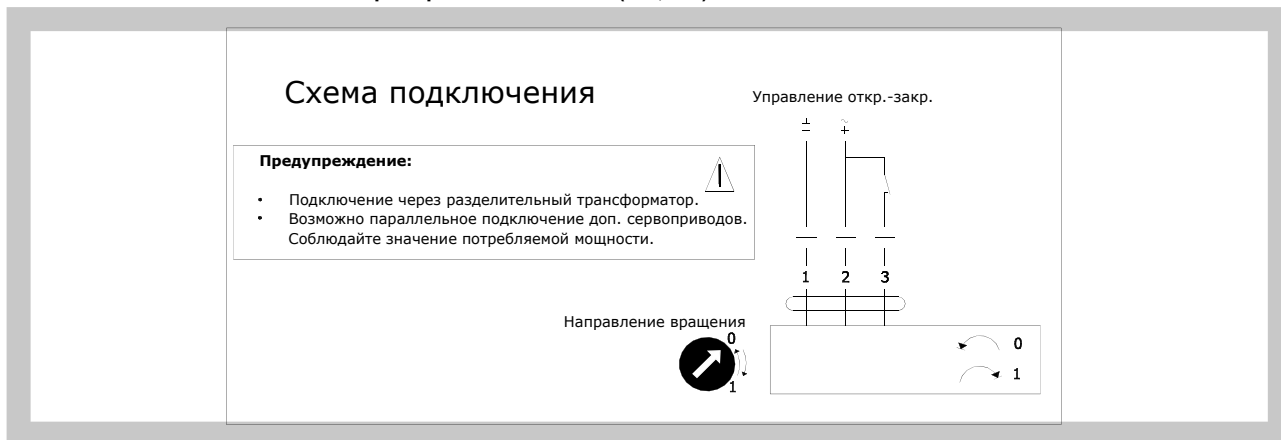 Схема подключения
Управление откр.-закр.
⊥ ~
– +
Предупреждение:
• Подключение через разделительный трансформатор.
• Возможно параллельное подключение доп. сервоприводов.
Соблюдайте значение потребляемой мощности.
1 2 3
Направление вращения
0
1
0
1